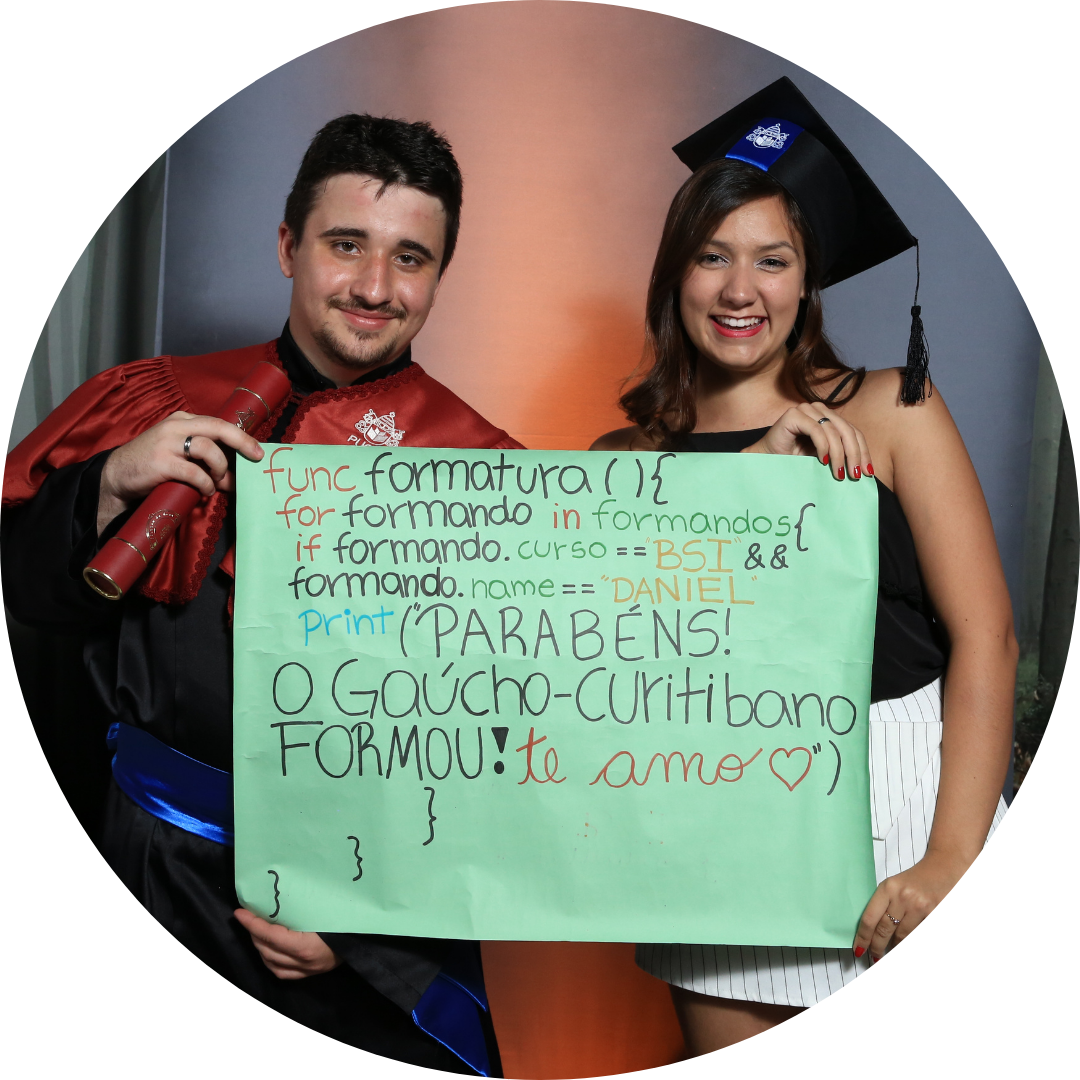 func formatura ( ) {
for formando in formandos {
if formando.curso == "BSI" &&
formando.name == "DANIEL"
print ("PARABÉNS!
O GAúcho-CURITIBANO
FORMOU! te amo ♡")
}
}
}